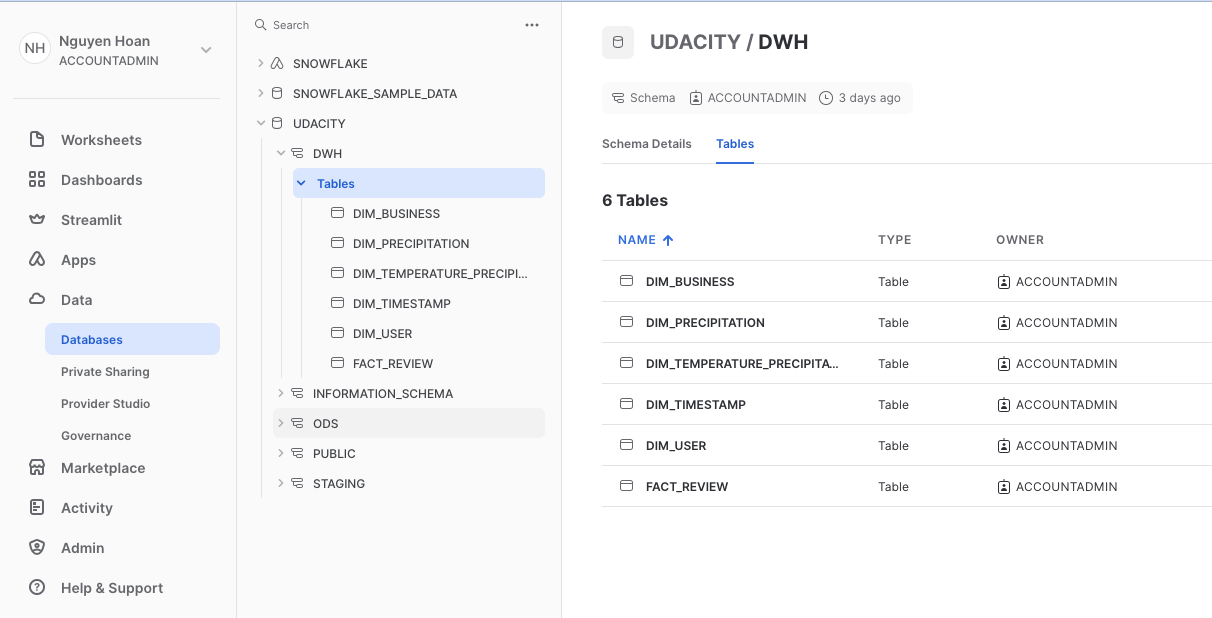 NH
Nguyen Hoan
ACCOUNTADMIN
Worksheets
Dashboards
Streamlit
Apps
Data
Databases
Private Sharing
Provider Studio
Governance
Marketplace
Activity
Admin
Help & Support
Search
SNOWFLAKE
SNOWFLAKE_SAMPLE_DATA
UDACITY
DWH
Tables
DIM_BUSINESS
DIM_PRECIPITATION
DIM_TEMPERATURE_PRECIPI...
DIM_TIMESTAMP
DIM_USER
FACT_REVIEW
INFORMATION_SCHEMA
ODS
PUBLIC
STAGING
UDACITY / DWH
Schema ACCOUNTADMIN 3 days ago
Schema Details Tables
6 Tables
NAME TYPE OWNER
DIM_BUSINESS Table ACCOUNTADMIN
DIM_PRECIPITATION Table ACCOUNTADMIN
DIM_TEMPERATURE_PRECIPITA... Table ACCOUNTADMIN
DIM_TIMESTAMP Table ACCOUNTADMIN
DIM_USER Table ACCOUNTADMIN
FACT_REVIEW Table ACCOUNTADMIN